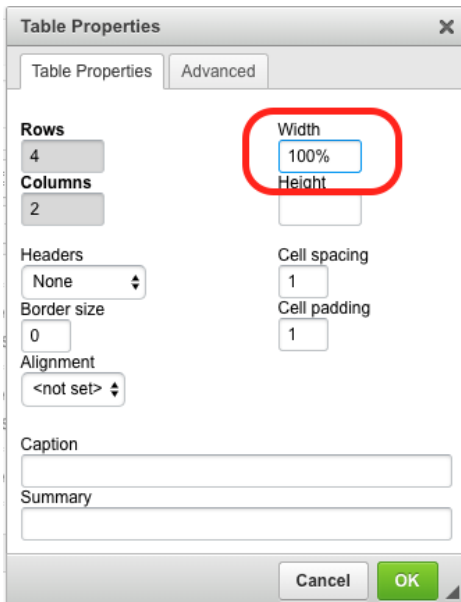 Table Properties
Table Properties
Advanced
Rows
Width
4
100%
Columns
Height
2
Headers
Cell spacing
None
1
Border size
Cell padding
0
1
Alignment
<not set>
Caption
Summary
Cancel
OK